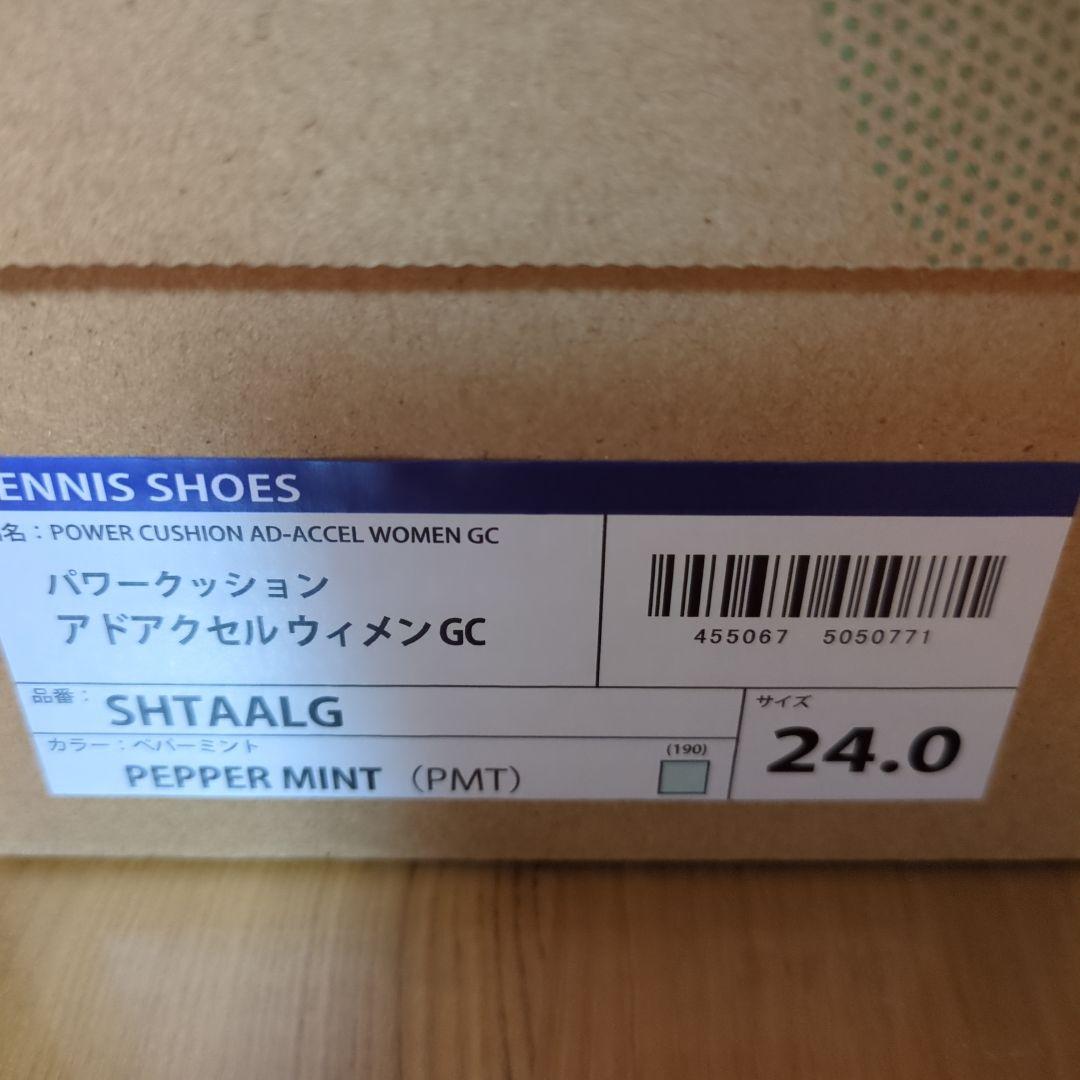 ENNIS SHOES
名：POWER CUSHION AD-ACCEL WOMEN GC
パワークッション
アドアクセルウィメンGC
455067 5050771
品番：
SHTAALG
サイズ
24.0
カラー：ペパーミント
(190)
PEPPER MINT （PMT）